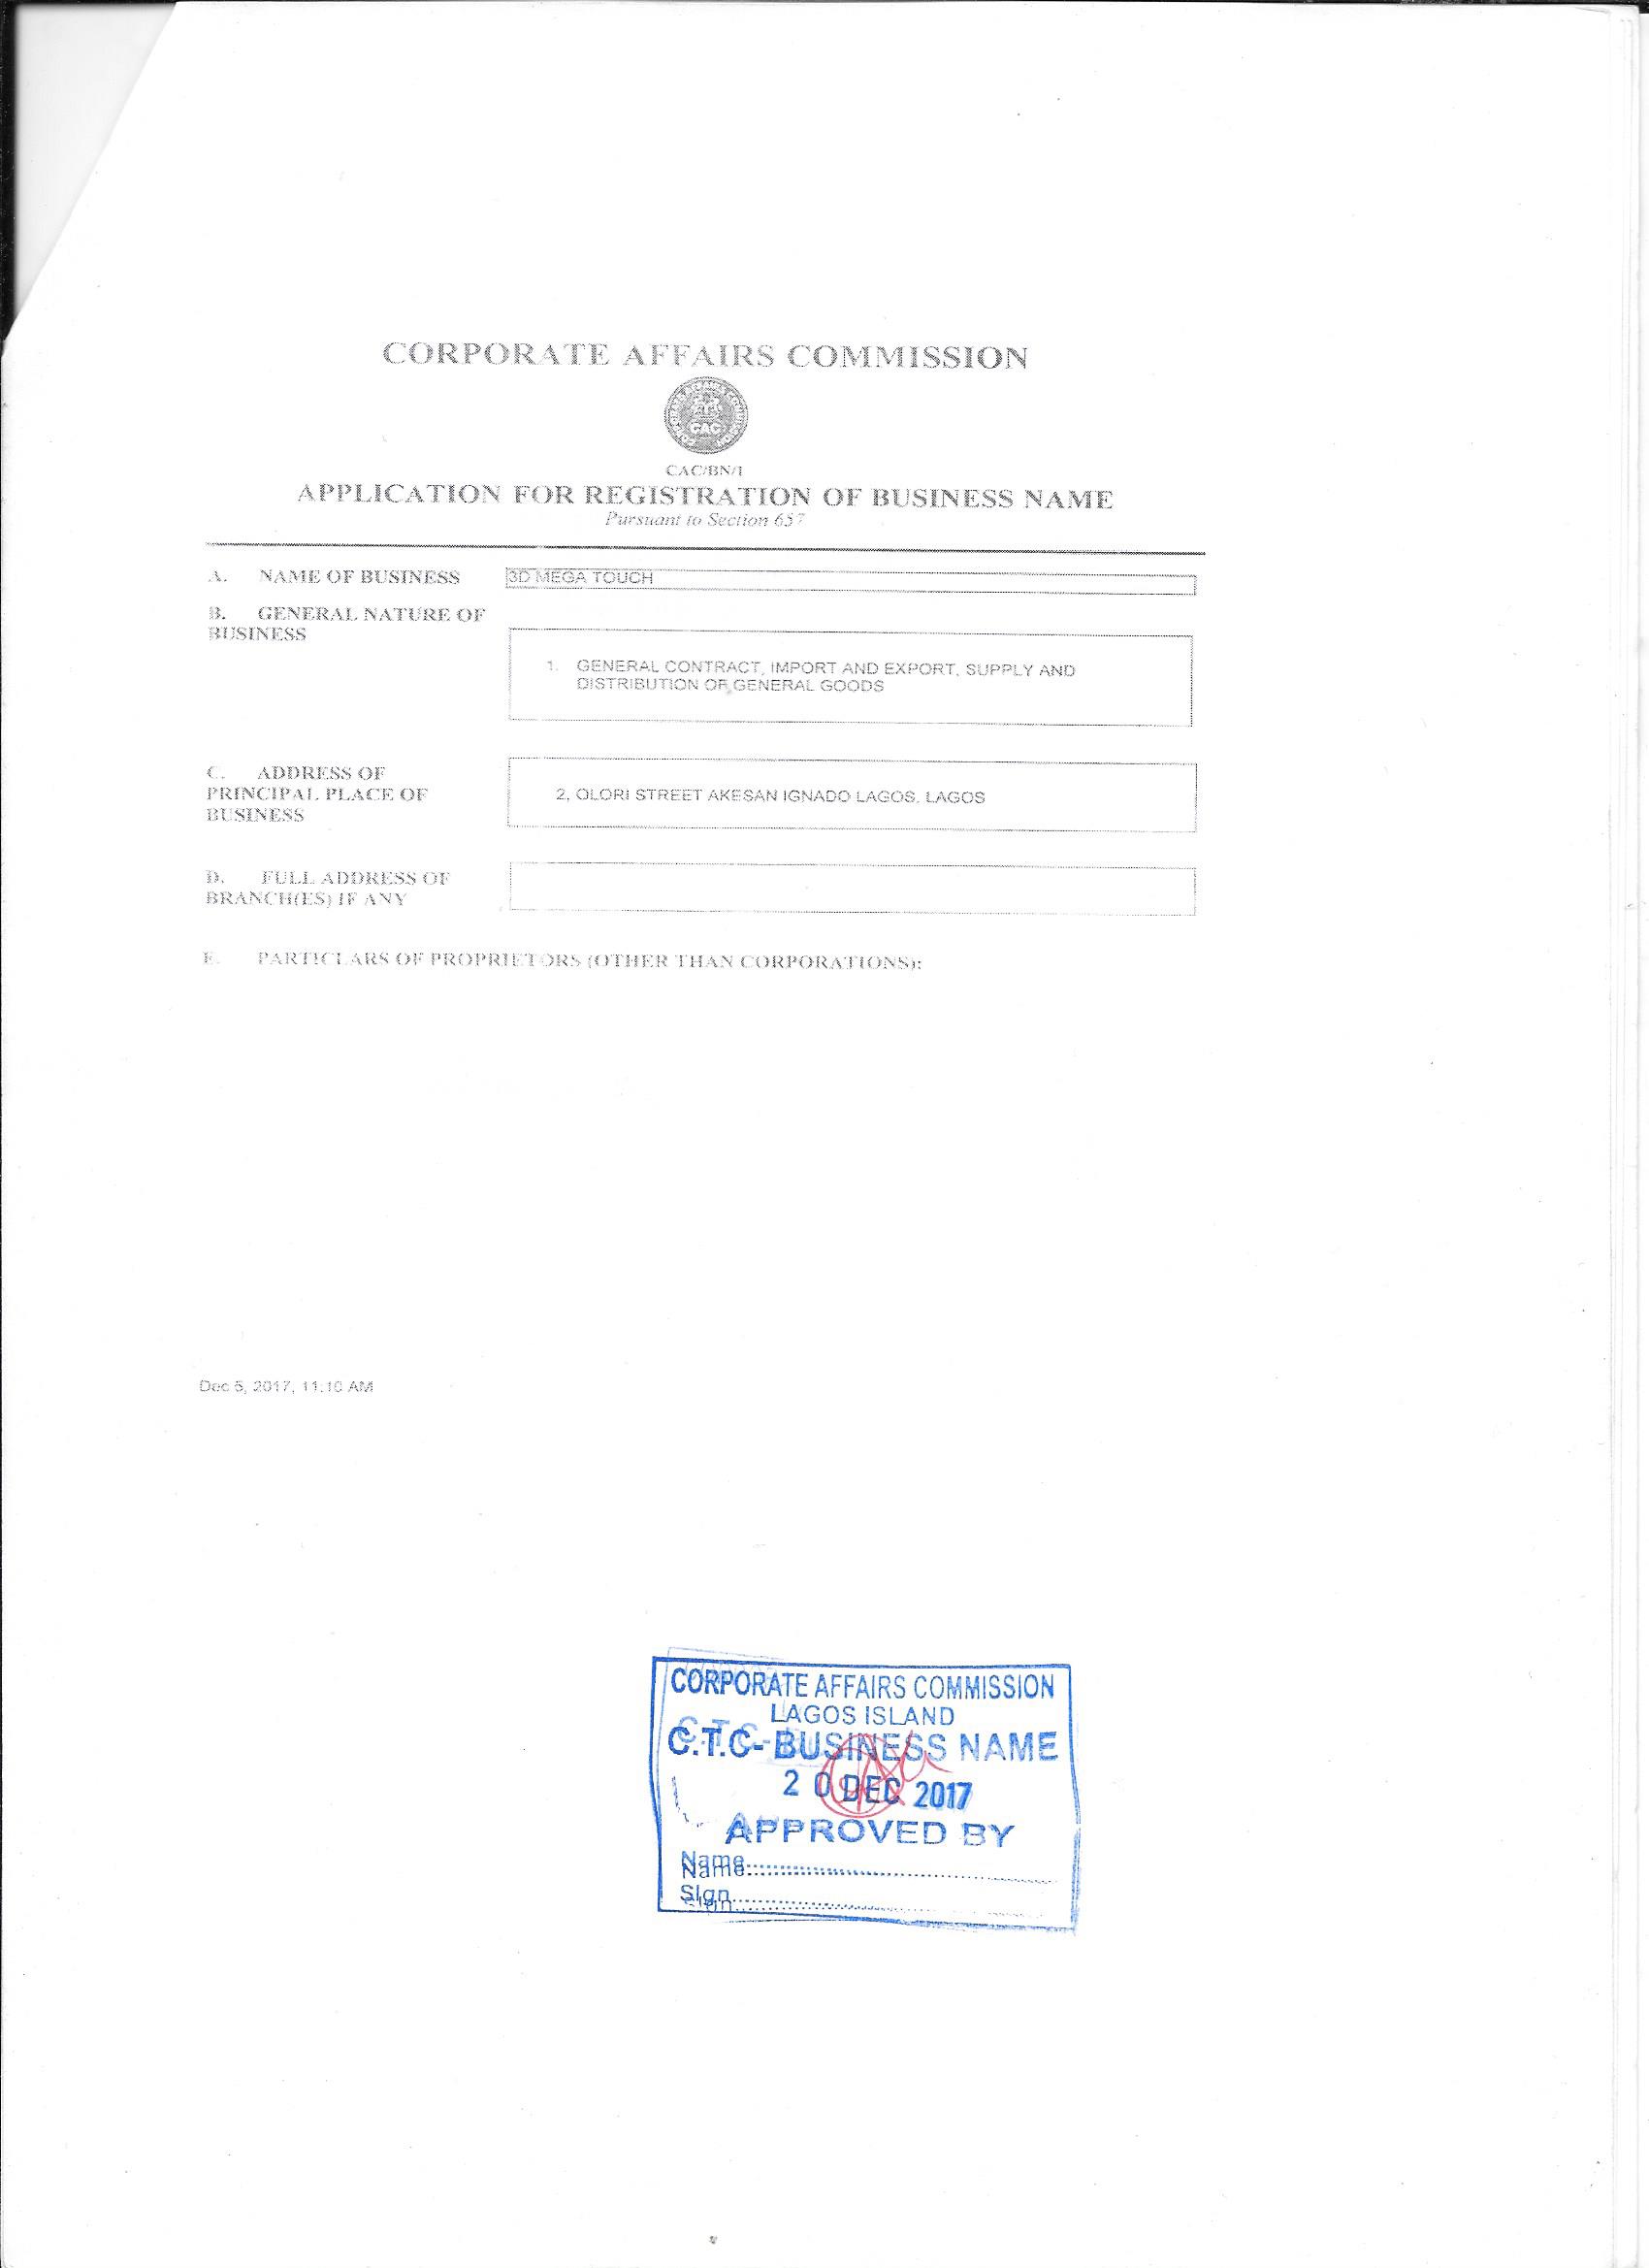 CORPORATE AFFAIRS COMMISSION
CAC
CAC/BN/1
APPLICATION FOR REGISTRATION OF BUSINESS NAME
Pursuant to Section 657
A. NAME OF BUSINESS 3D MEGA TOUCH
B. GENERAL NATURE OF
BUSINESS
1. GENERAL CONTRACT, IMPORT AND EXPORT, SUPPLY AND
DISTRIBUTION OF GENERAL GOODS
C. ADDRESS OF
PRINCIPAL PLACE OF
BUSINESS
2, OLORI STREET AKESAN IGNADO LAGOS, LAGOS
D. FULL ADDRESS OF
BRANCH(ES) IF ANY
E. PARTICLARS OF PROPRIETORS (OTHER THAN CORPORATIONS):
Dec 5, 2017, 11:10 AM
CORPORATE AFFAIRS COMMISSION
LAGOS ISLAND
C.T.C- BUSINESS NAME
20 DEC 2017
APPROVED BY
Name
Sign